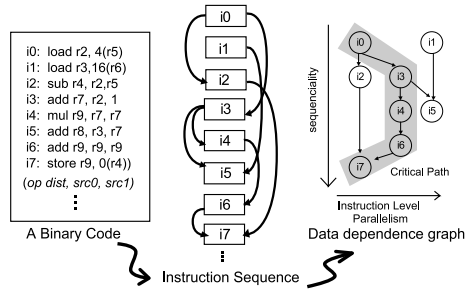 i0: load r2, 4(r5)
i1: load r3,16(r6)
i2: sub r4, r2,r5
i3: add r7, r2, 1
i4: mul r9, r7, r7
i5: add r8, r3, r7
i6: add r9, r9, r9
i7: store r9, 0(r4))
(op dist, src0, src1)
A Binary Code
i0
i1
i2
i3
i4
i5
i6
i7
Instruction Sequence
sequenciality
i0
i1
i2
i3
i4
i5
i6
i7
Critical Path
Instruction Level
Parallelism
Data dependence graph